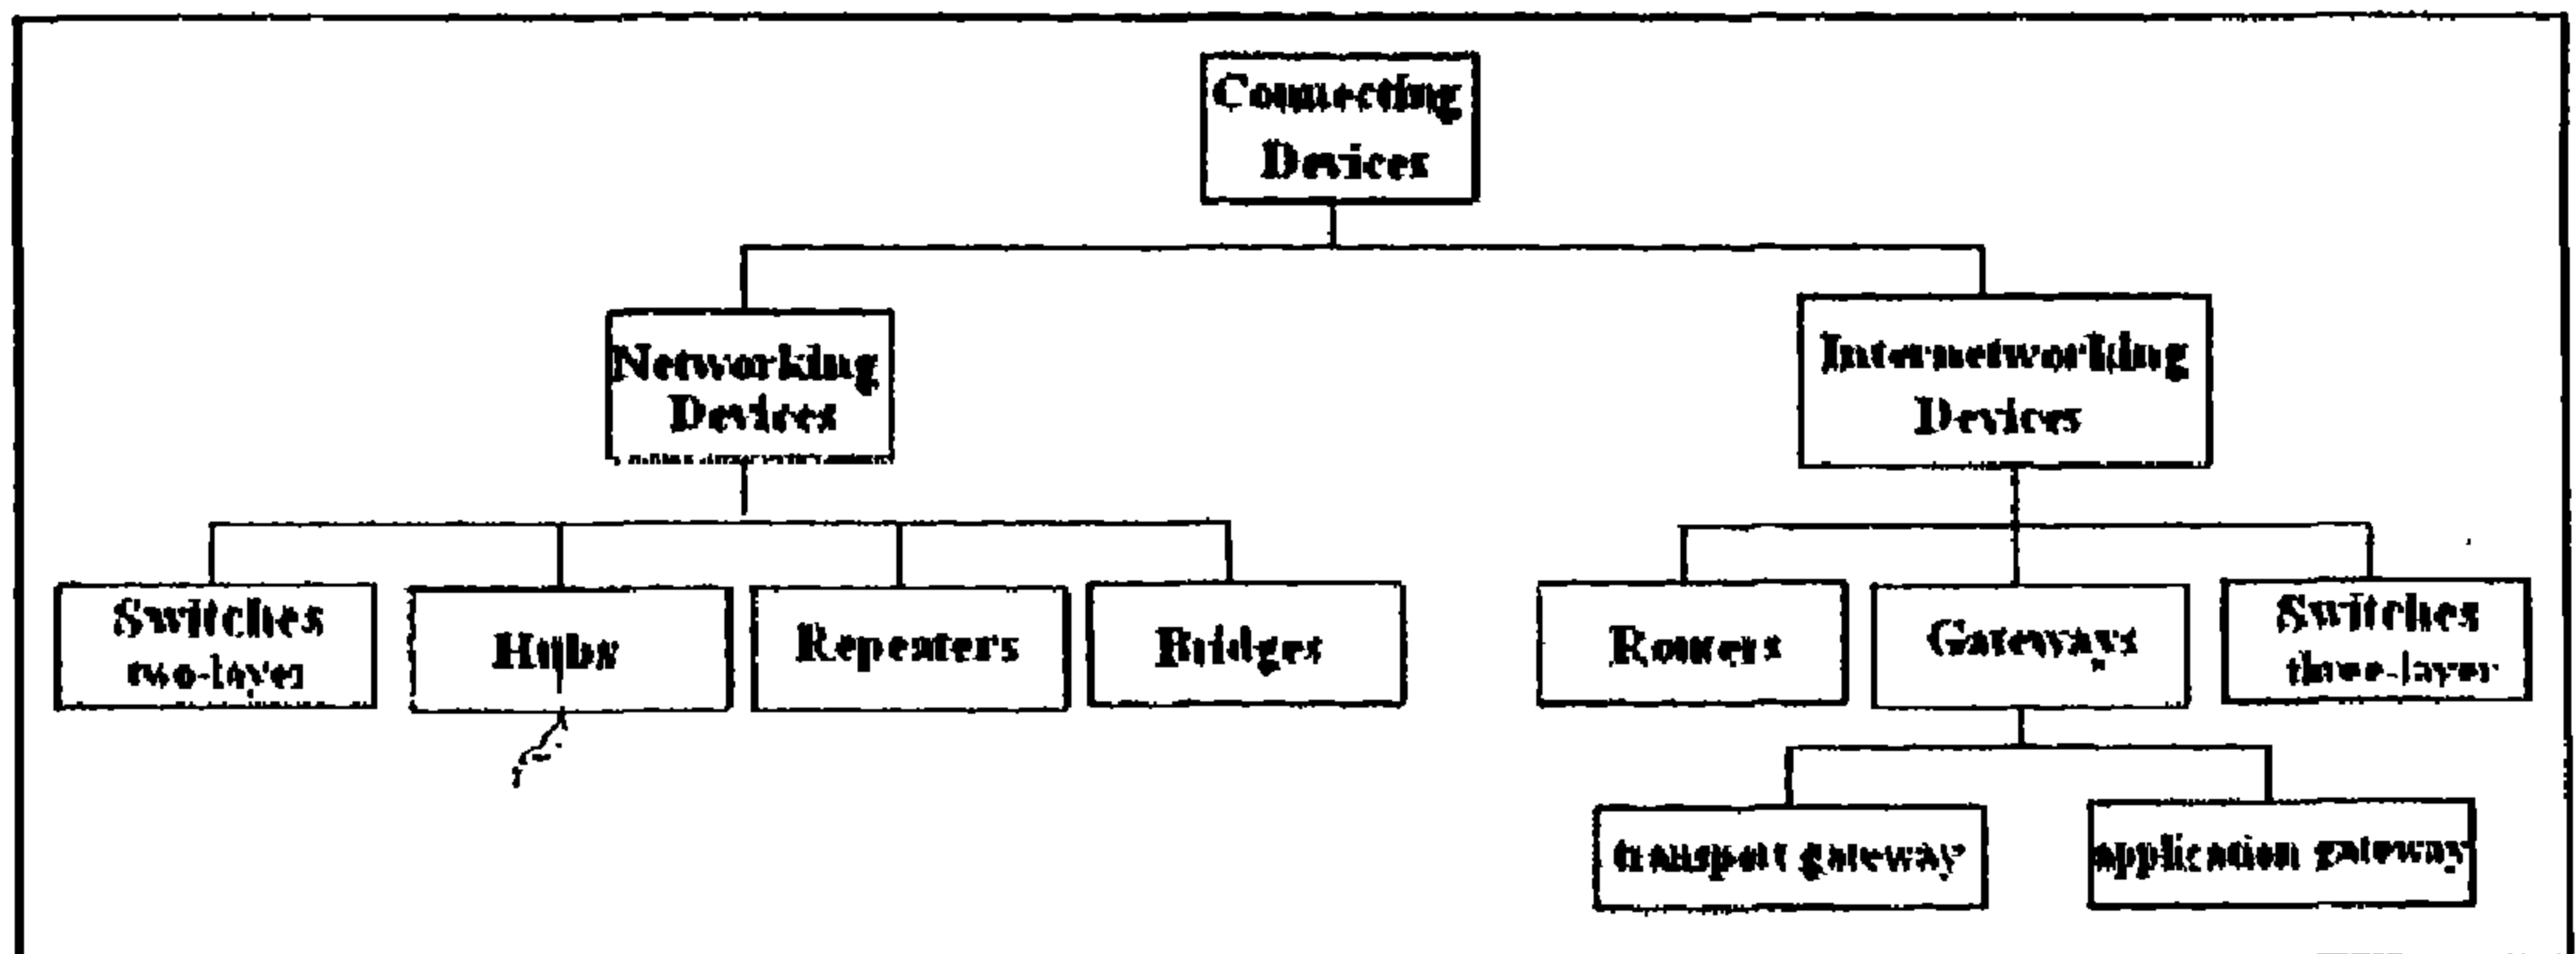 Connecting
Devices
Networking
Devices
Internetworking
Devices
Switches
two-layer
Hubs
Repeaters
Bridges
Routers
Gateways
Switches
three-layer
transport gateway
application gateway